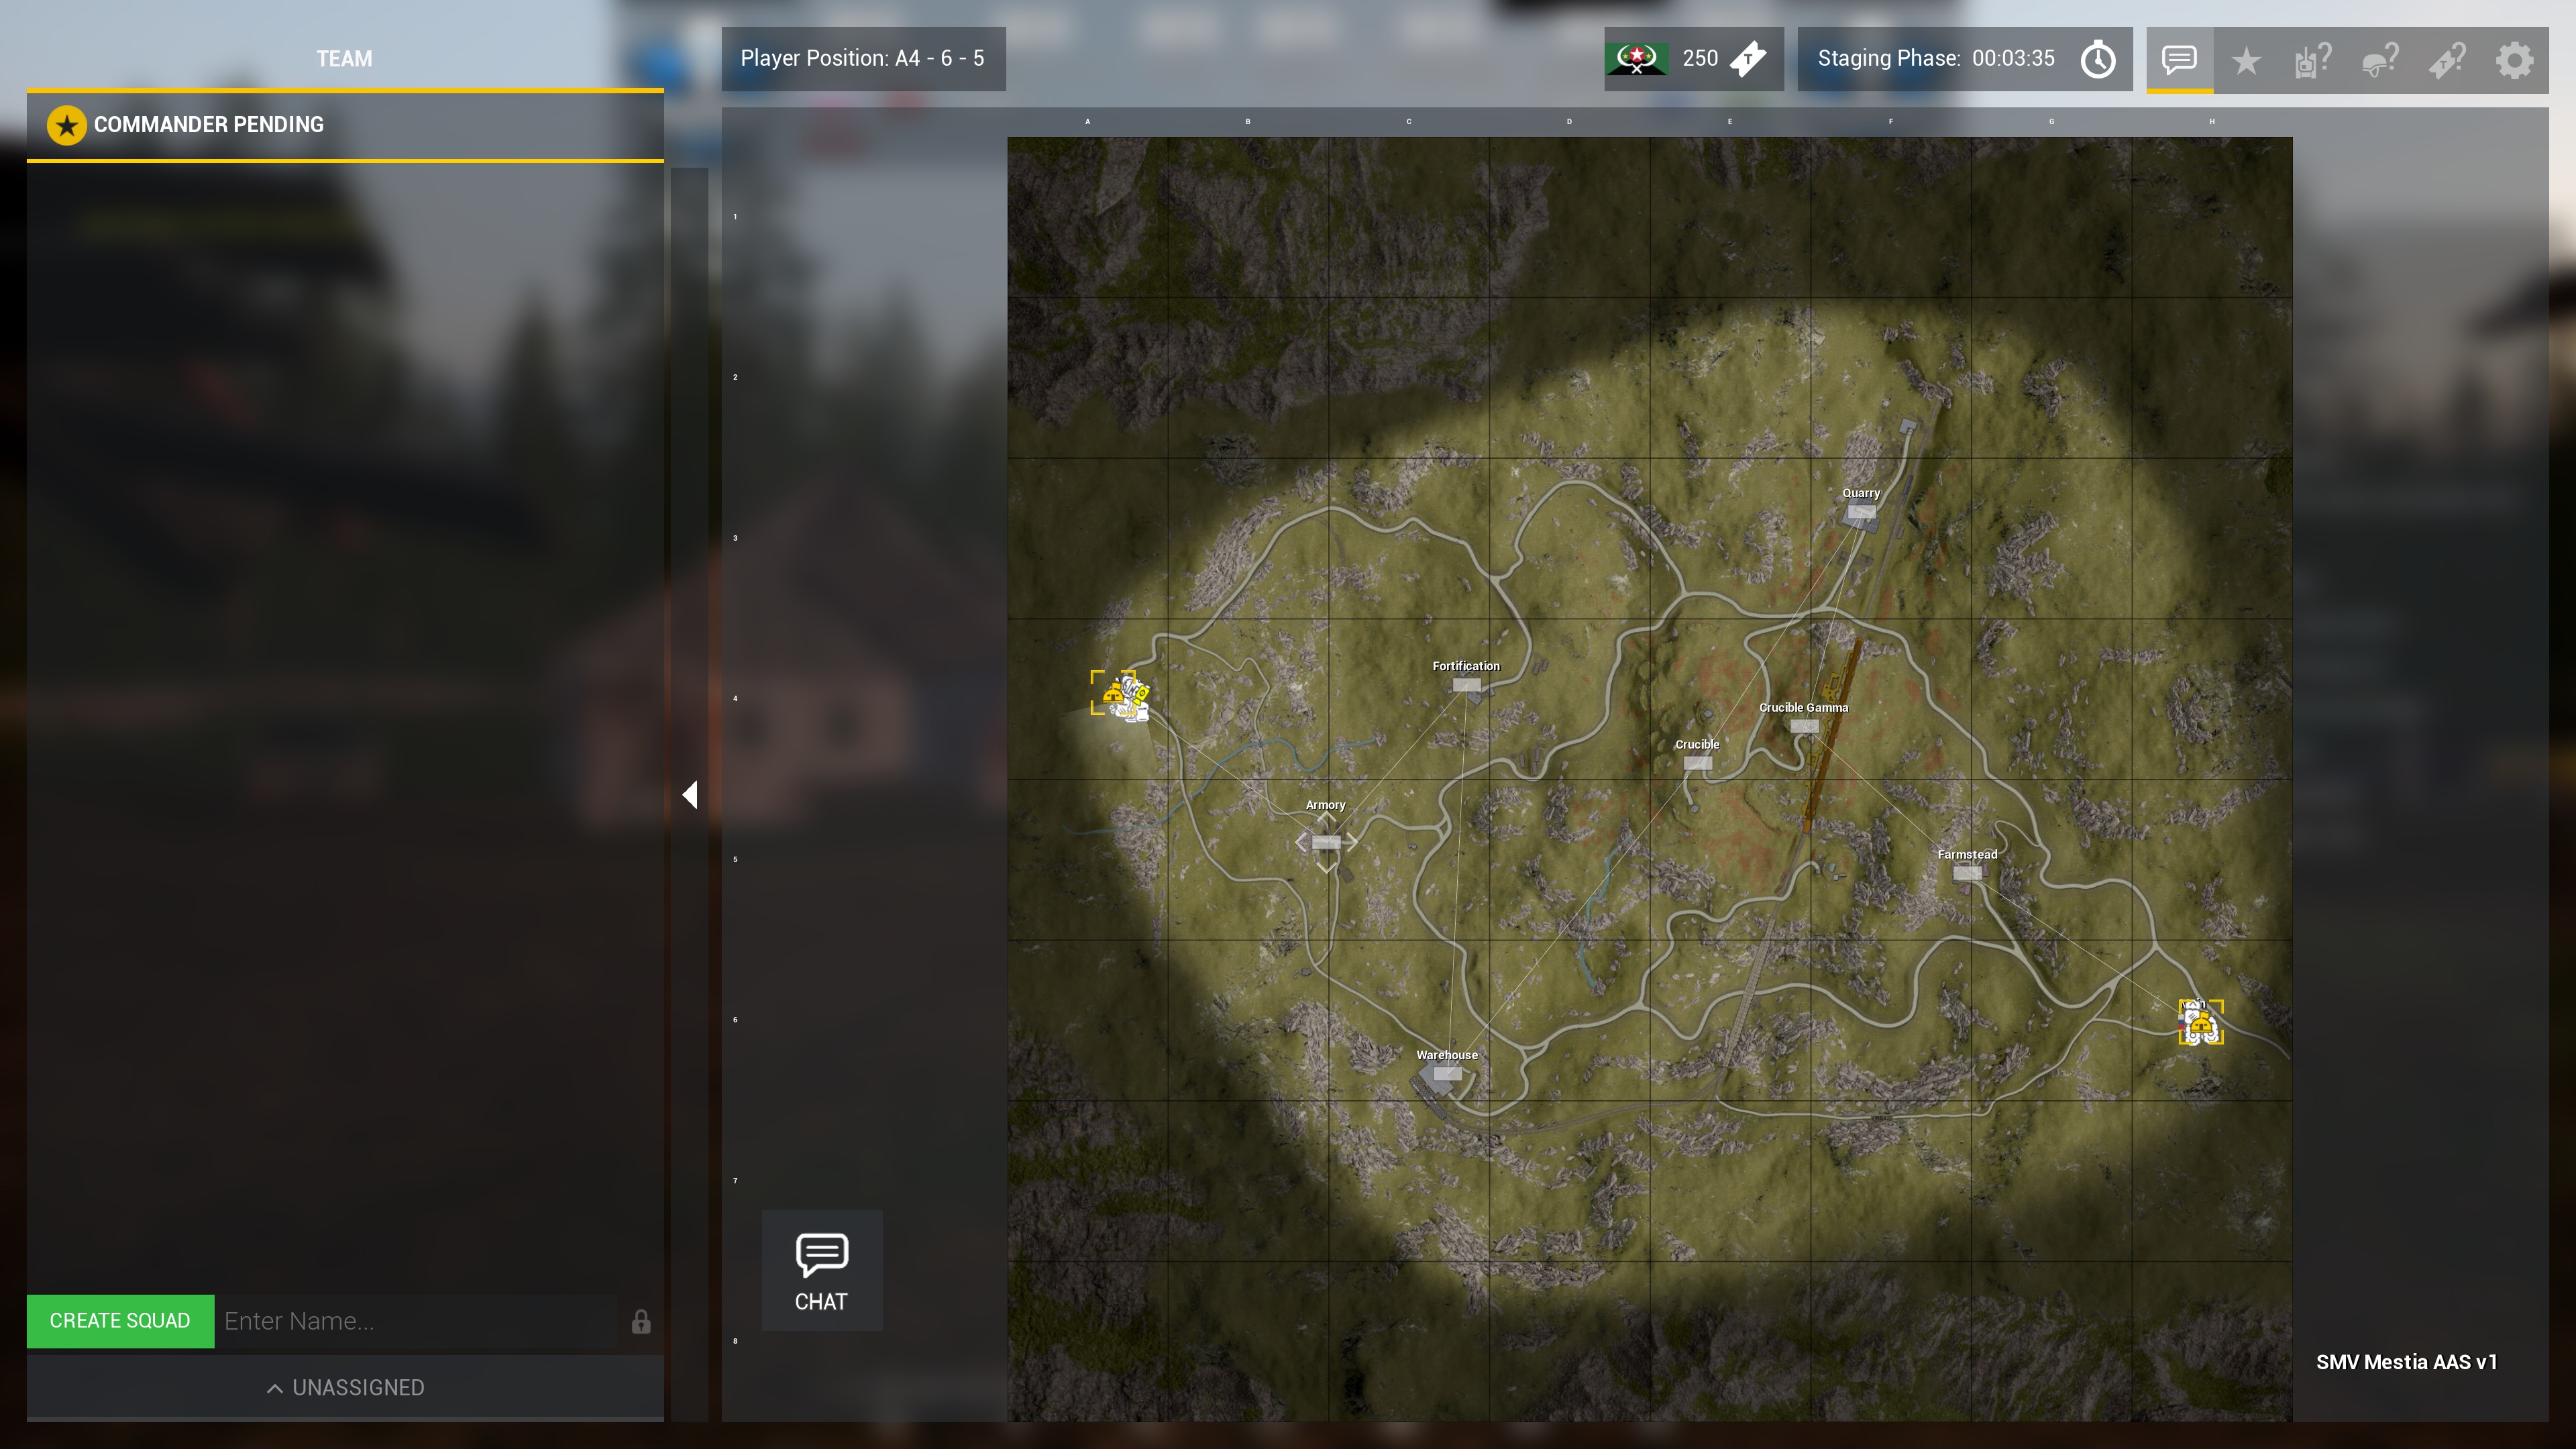 TEAM
Player Position: A4 - 6 - 5
250
T
Staging Phase: 00:03:35
? ? T?
COMMANDER PENDING
A B C D E F G H
1
2
3
4
5
6
7
8
Quarry
Fortification
Crucible Gamma
Crucible
Armory
Farmstead
Warehouse
CHAT
CREATE SQUAD
Enter Name...
UNASSIGNED
SMV Mestia AAS v1